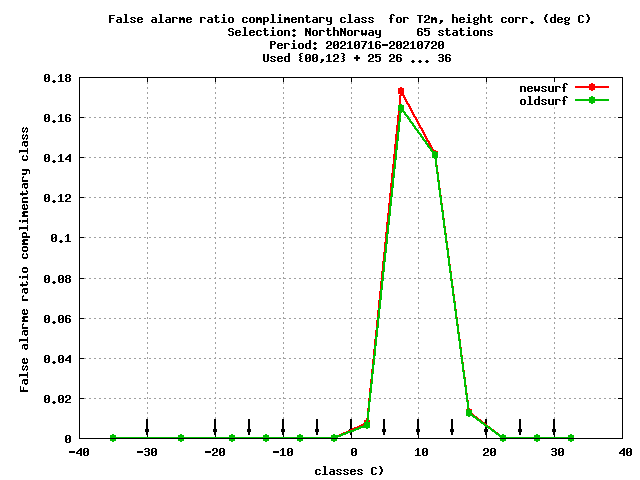 False alarme ratio complimentary class  for T2m, height corr. (deg C)
Selection: NorthNorway     65 stations
Period: 20210716-20210720
Used {00,12} + 25 26 ... 36
newsurf
oldsurf
False alarme ratio complimentary class
0.18
0.16
0.14
0.12
0.1
0.08
0.06
0.04
0.02
0
-40 -30 -20 -10 0 10 20 30 40
classes C)